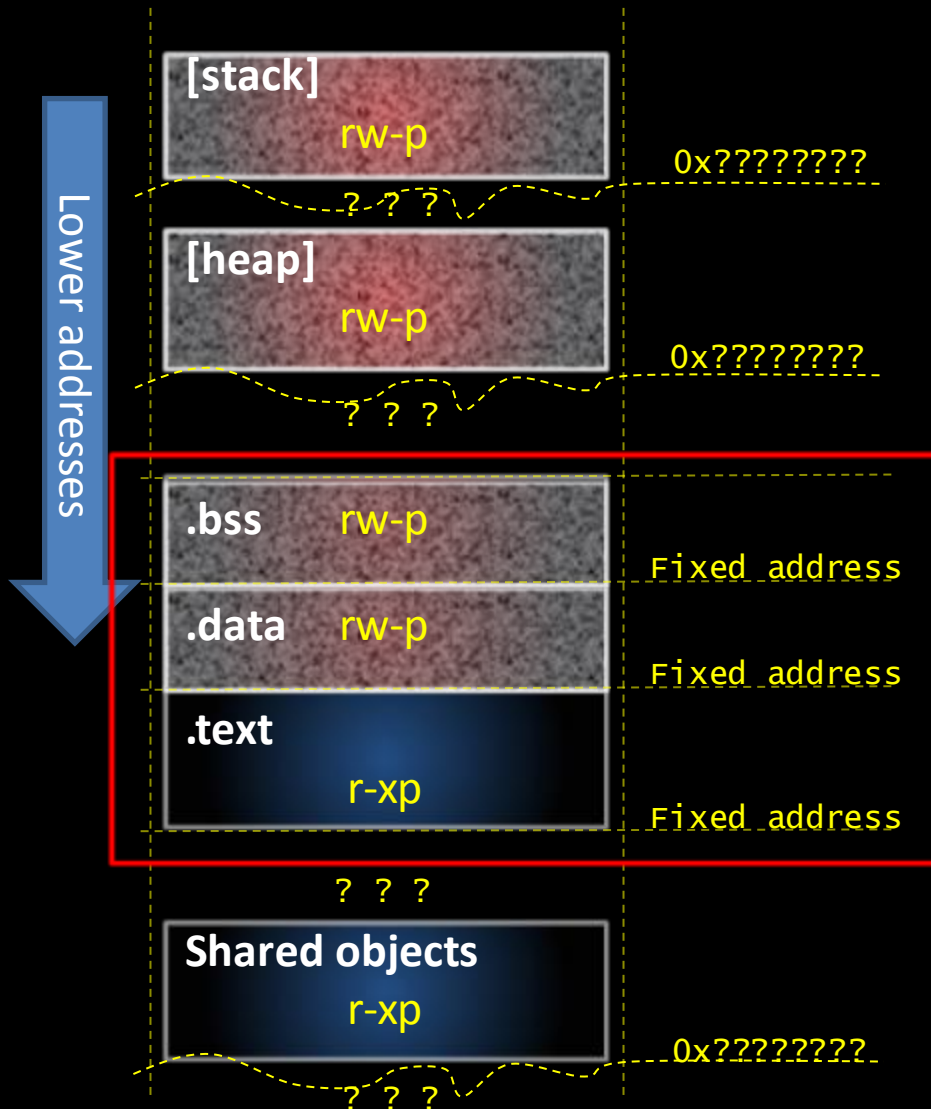 [stack]
rw-p
0x????????
? ? ?
[heap]
rw-p
0x????????
? ? ?
Lower addresses
.bss rw-p
Fixed address
.data rw-p
Fixed address
.text
r-xp
Fixed address
? ? ?
Shared objects
r-xp
0x????????
? ? ?